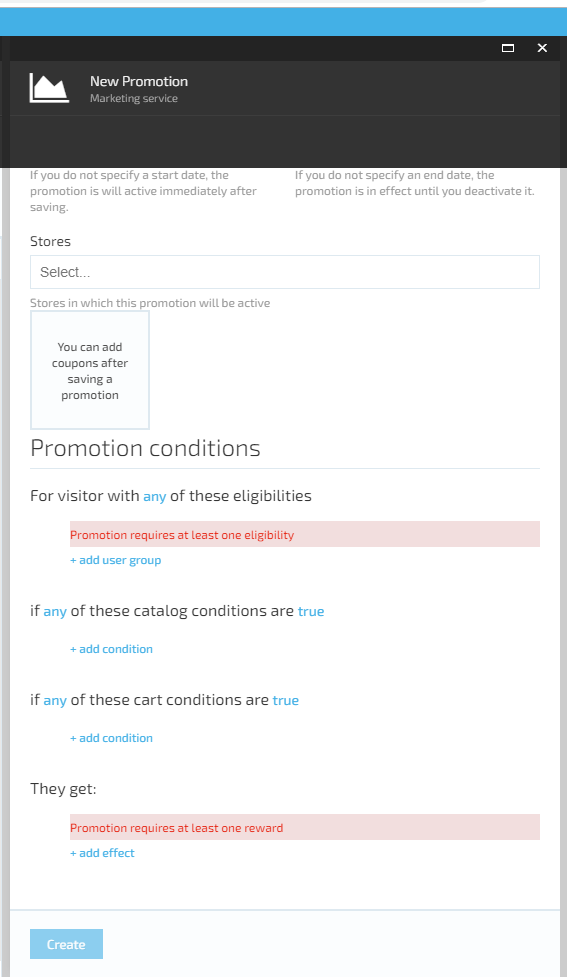 New Promotion
Marketing service
If you do not specify a start date, the
promotion is will active immediately after
saving.
If you do not specify an end date, the
promotion is in effect until you deactivate it.
Stores
Select...
Stores in which this promotion will be active
You can add
coupons after
saving a
promotion
Promotion conditions
For visitor with any of these eligibilities
Promotion requires at least one eligibility
+ add user group
if any of these catalog conditions are true
+ add condition
if any of these cart conditions are true
+ add condition
They get:
Promotion requires at least one reward
+ add effect
Create